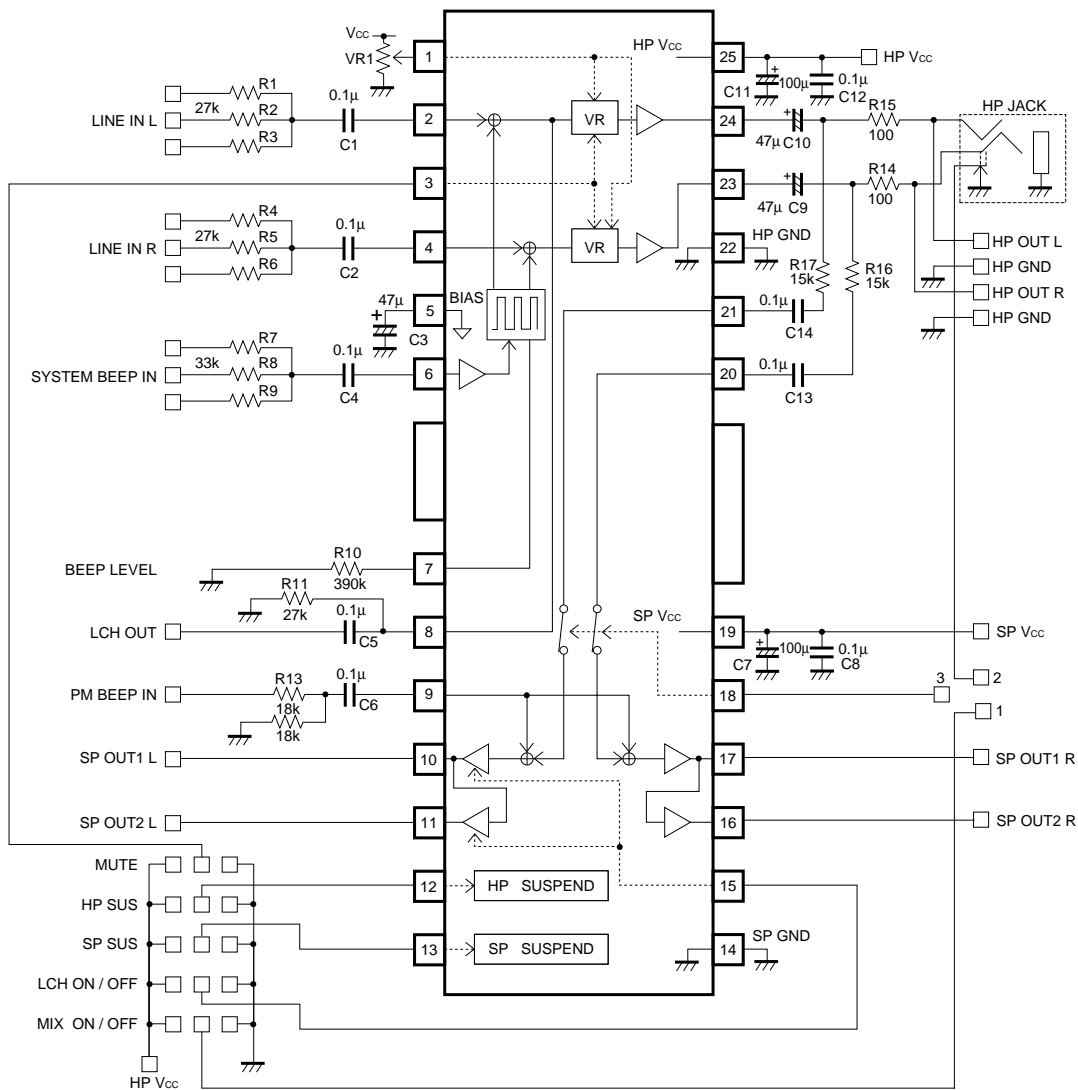 Vcc
VR1
1
HP Vcc
25
HP Vcc
C11
100μ
0.1μ
C12
LINE IN L
27k
R1
R2
R3
0.1μ
C1
2
VR
24
47μ
C10
R15
100
HP JACK
3
23
47μ
C9
R14
100
LINE IN R
27k
R4
R5
R6
0.1μ
C2
4
VR
22
HP GND
R17
15k
R16
15k
HP OUT L
HP GND
HP OUT R
HP GND
47μ
C3
5
BIAS
21
0.1μ
C14
SYSTEM BEEP IN
33k
R7
R8
R9
0.1μ
C4
6
20
0.1μ
C13
BEEP LEVEL
R10
390k
7
R11
27k
LCH OUT
0.1μ
C5
8
SP Vcc
19
C7
100μ
0.1μ
C8
SP Vcc
PM BEEP IN
R13
18k
18k
0.1μ
C6
9
18
3
2
1
SP OUT1 L
10
17
SP OUT1 R
SP OUT2 L
11
16
SP OUT2 R
MUTE
HP SUS
12
HP SUSPEND
15
SP SUS
13
SP SUSPEND
14
SP GND
LCH ON / OFF
MIX ON / OFF
HP Vcc